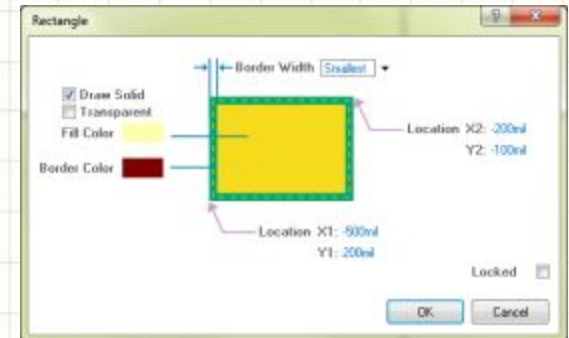 Rectangle
Border Width Smallest
Draw Solid
Transparent
Fill Color
Location X2: -200mil
Y2: -100mil
Border Color
Location X1: -500mil
Y1: 200mil
Locked
OK Cancel